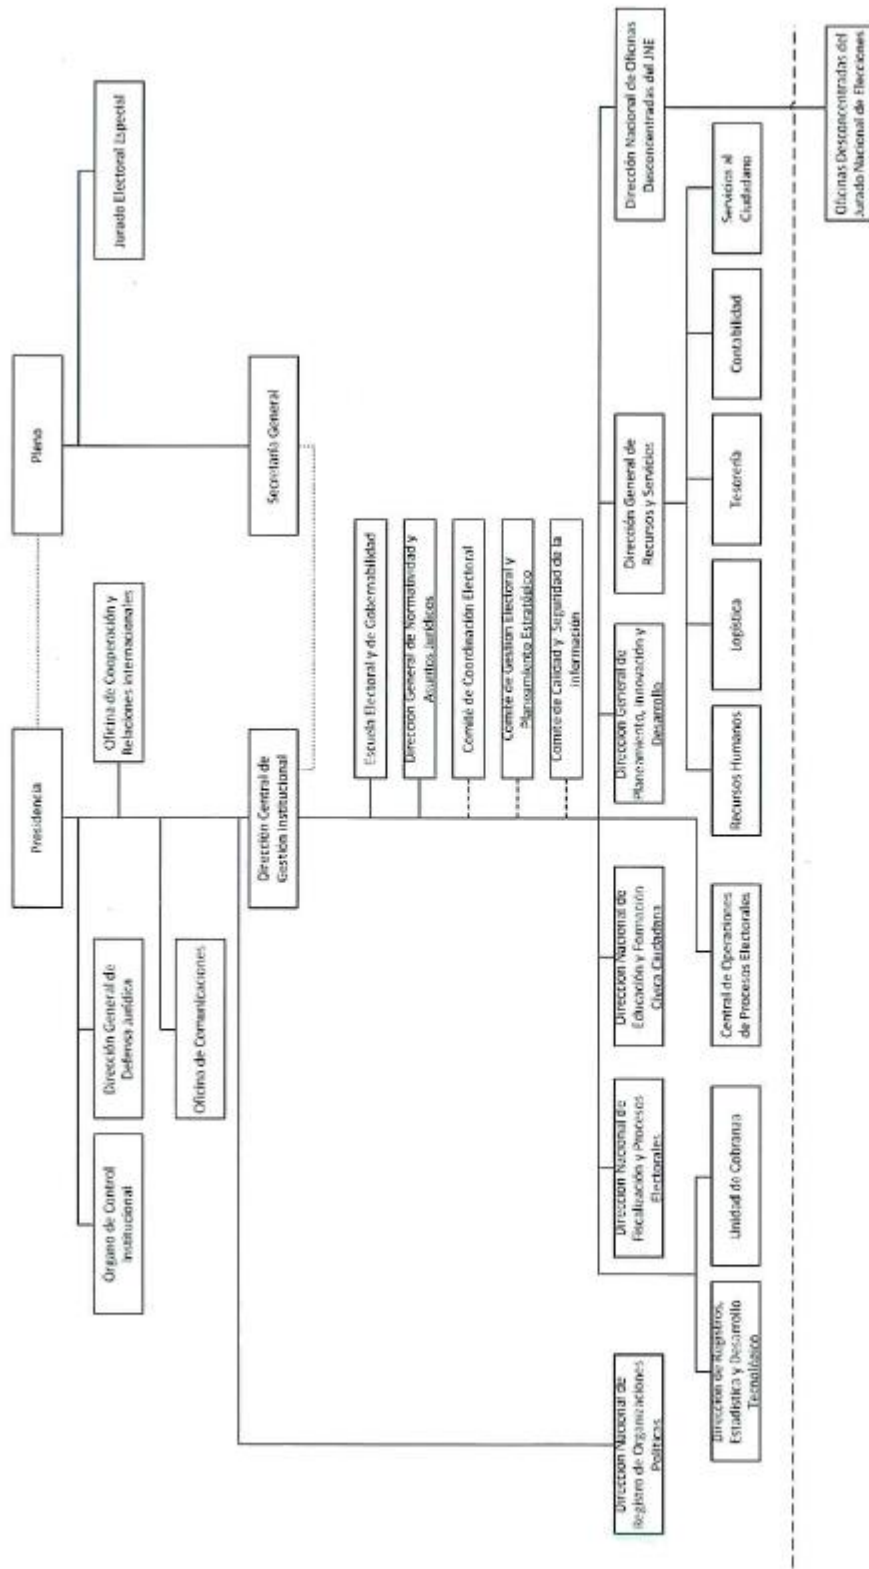 Presidencia
Pleno
Órgano de Control
Institucional
Dirección General de
Defensa Jurídica
Oficina de Cooperación y
Relaciones Internacionales
Jurado Electoral Especial
Oficina de Comunicaciones
Dirección Central de
Gestión Institucional
Secretaría General
Escuela Electoral y de Gobernabilidad
Dirección General de Normatividad y
Asuntos Jurídicos
Comité de Coordinación Electoral
Comité de Gestión Electoral y
Planeamiento Estratégico
Comité de Calidad y Seguridad de la
información
Dirección Nacional de
Registro de Organizaciones
Políticas
Dirección Nacional de
Fiscalización y Procesos
Electorales
Dirección Nacional de
Educación y Formación
Cívica Ciudadana
Dirección General de
Planeamiento, Innovación y
Desarrollo
Dirección General de
Recursos y Servicios
Dirección Nacional de Oficinas
Desconcentradas del JNE
Dirección de Registros,
Estadística y Desarrollo
Tecnológico
Unidad de Cobranza
Central de Operaciones
de Procesos Electorales
Recursos Humanos
Logística
Tesorería
Contabilidad
Servicios al
Ciudadano
Oficinas Desconcentradas del
Jurado Nacional de Elecciones